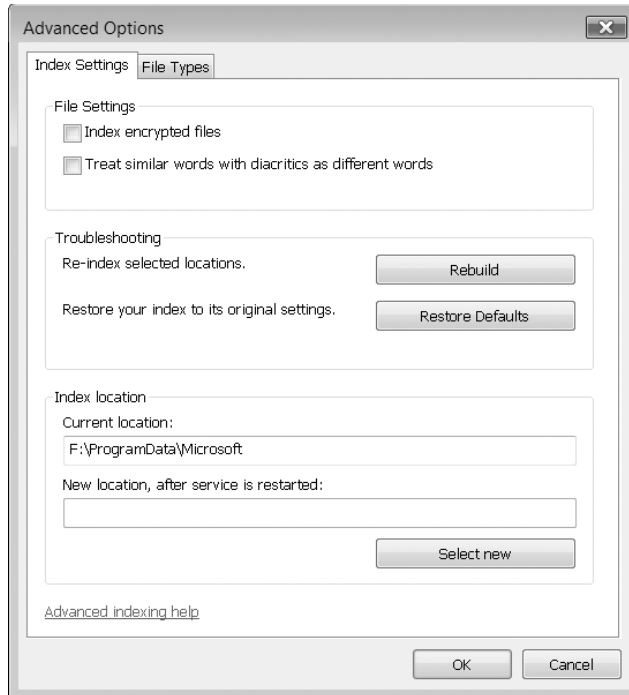 Advanced Options
Index Settings
File Types
File Settings
Index encrypted files
Treat similar words with diacritics as different words
Troubleshooting
Re-index selected locations.
Rebuild
Restore your index to its original settings.
Restore Defaults
Index location
Current location:
F:\ProgramData\Microsoft
New location, after service is restarted:
Select new
Advanced indexing help
OK
Cancel